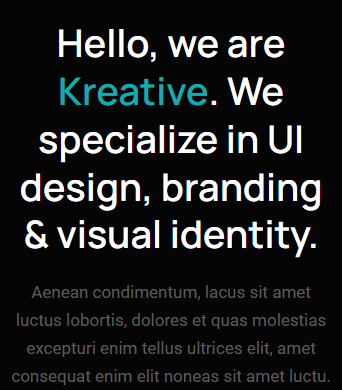 Hello, we are
Kreative. We
specialize in UI
design, branding
& visual identity.
Aenean condimentum, lacus sit amet
luctus lobortis, dolores et quas molestias
excepturi enim tellus ultrices elit, amet
consequat enim elit noneas sit amet luctu.